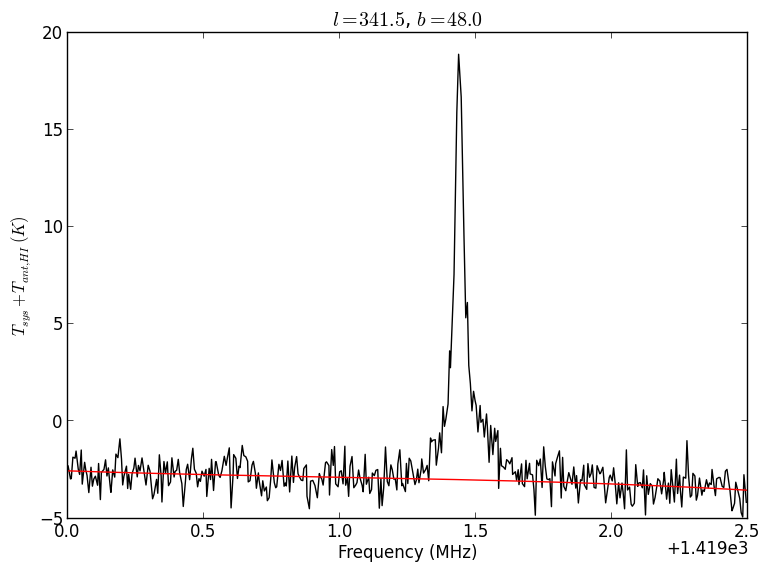 l=341.5, b=48.0
20
15
10
5
0
−5
T_sys + T_ant,HI (K)
0.0 0.5 1.0 1.5 2.0 2.5
Frequency (MHz)
+1.419e3